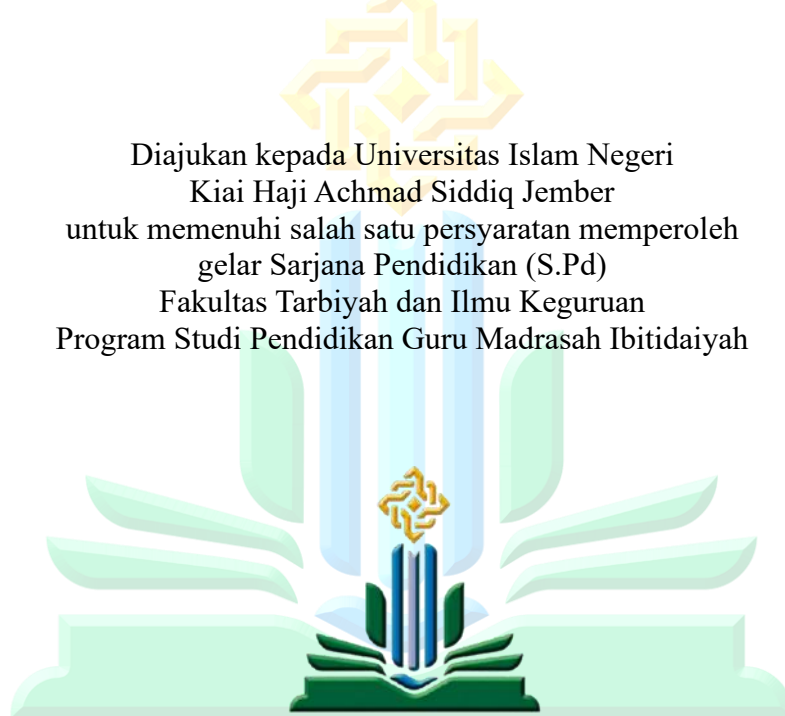 Diajukan kepada Universitas Islam Negeri
Kiai Haji Achmad Siddiq Jember
untuk memenuhi salah satu persyaratan memperoleh
gelar Sarjana Pendidikan (S.Pd)
Fakultas Tarbiyah dan Ilmu Keguruan
Program Studi Pendidikan Guru Madrasah Ibitidaiyah